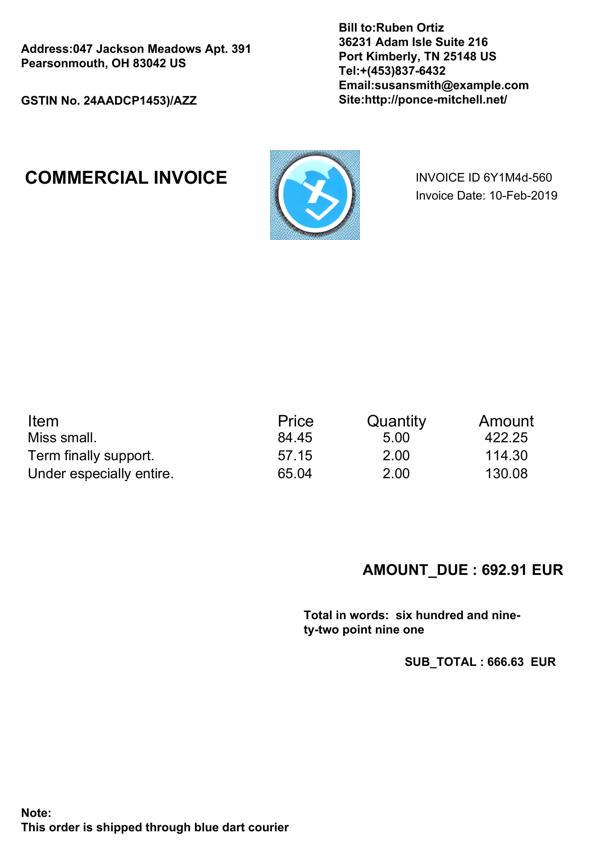 Address:047 Jackson Meadows Apt. 391
Pearsonmouth, OH 83042 US
GSTIN No. 24AADCP1453)/AZZ
Bill to:Ruben Ortiz
36231 Adam Isle Suite 216
Port Kimberly, TN 25148 US
Tel:+(453)837-6432
Email:susansmith@example.com
Site:http://ponce-mitchell.net/
COMMERCIAL INVOICE
INVOICE ID 6Y1M4d-560
Invoice Date: 10-Feb-2019
Item Price Quantity Amount
Miss small. 84.45 5.00 422.25
Term finally support. 57.15 2.00 114.30
Under especially entire. 65.04 2.00 130.08
AMOUNT_DUE : 692.91 EUR
Total in words: six hundred and nine-
ty-two point nine one
SUB_TOTAL : 666.63 EUR
Note:
This order is shipped through blue dart courier